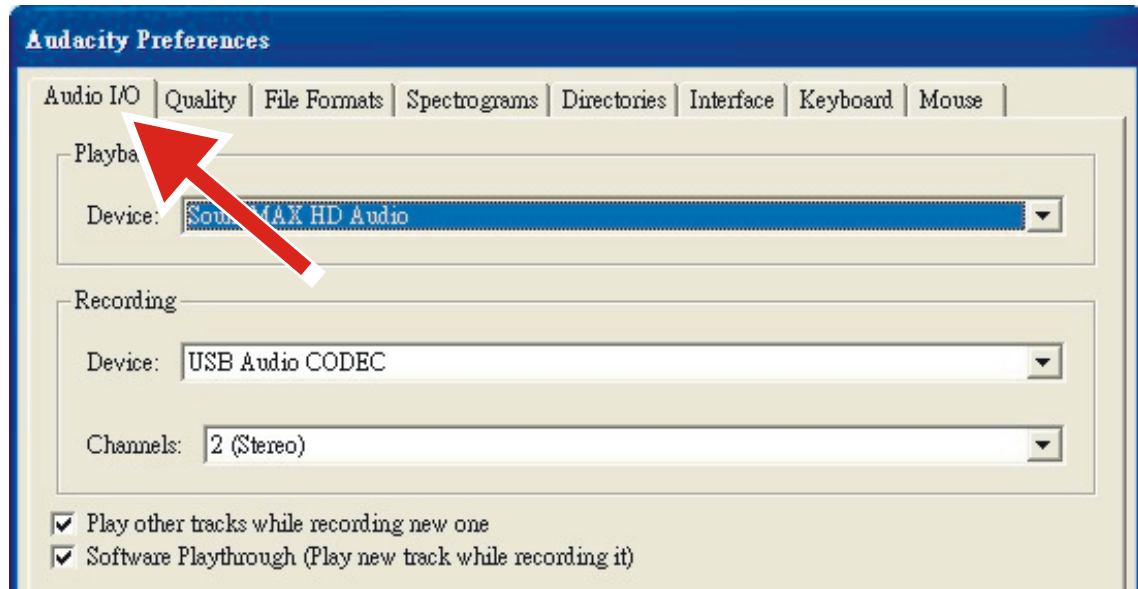 Audacity Preferences
Audio I/O Quality File Formats Spectrograms Directories Interface Keyboard Mouse
Device: MAX HD Audio
Recording
Device: USB Audio CODEC
Channels: 2 (Stereo)
Play other tracks while recording new one
Software Playthrough (Play new track while recording it)